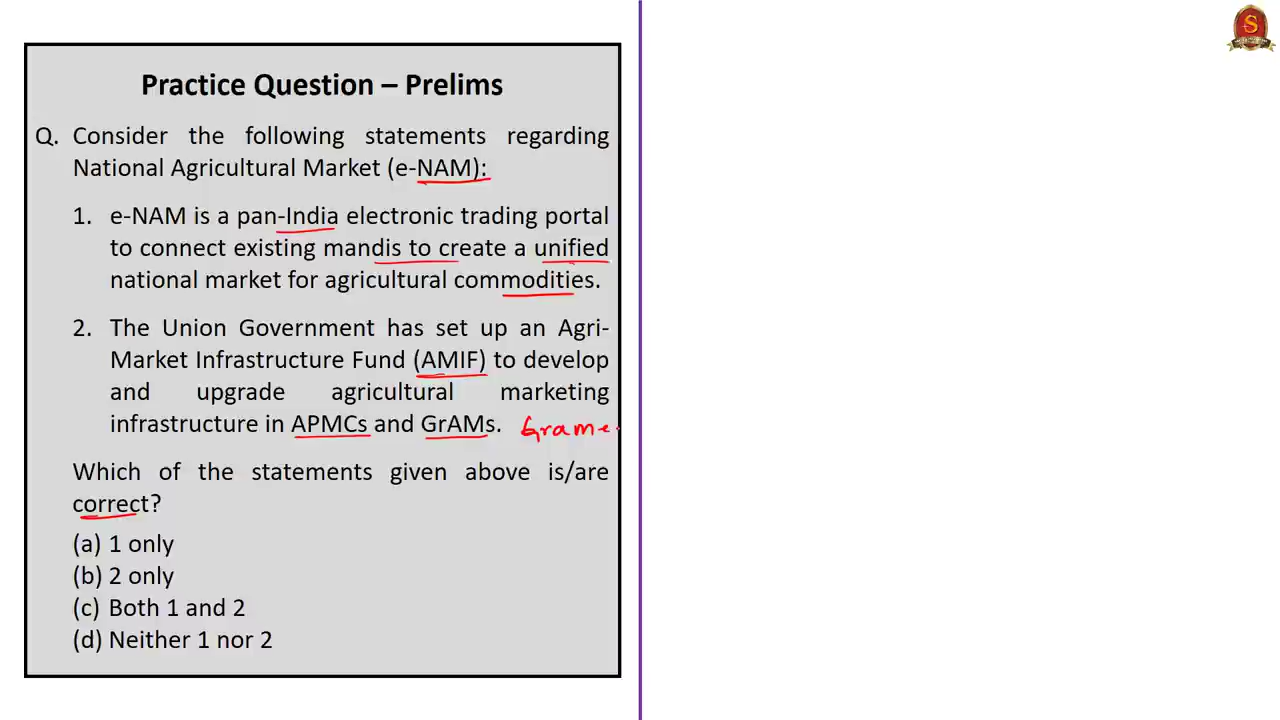 Practice Question – Prelims
Q. Consider the following statements regarding
National Agricultural Market (e-NAM):
1. e-NAM is a pan-India electronic trading portal
to connect existing mandis to create a unified
national market for agricultural commodities.
2. The Union Government has set up an Agri-
Market Infrastructure Fund (AMIF) to develop
and upgrade agricultural marketing
infrastructure in APMCs and GrAMs. Grame
Which of the statements given above is/are
correct?
(a) 1 only
(b) 2 only
(c) Both 1 and 2
(d) Neither 1 nor 2
S